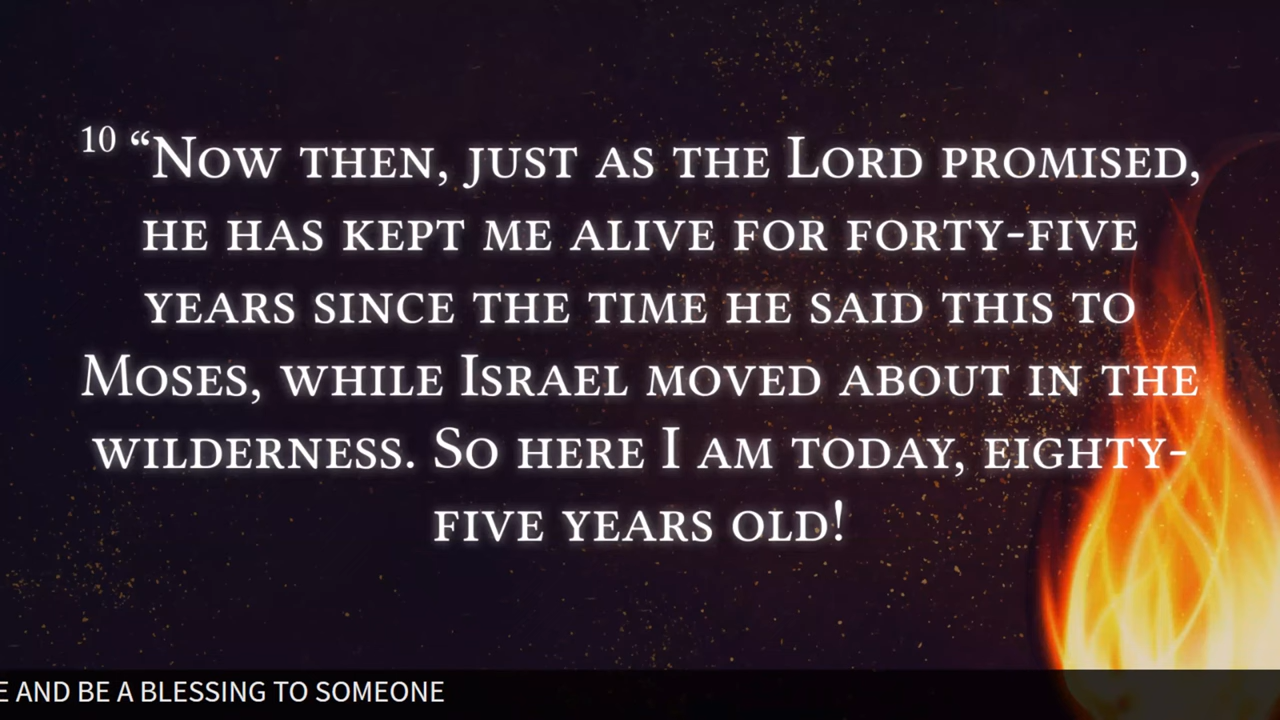 10 “Now then, just as the Lord promised,
he has kept me alive for forty-five
years since the time he said this to
Moses, while Israel moved about in the
wilderness. So here I am today, eighty-
five years old!
E AND BE A BLESSING TO SOMEONE